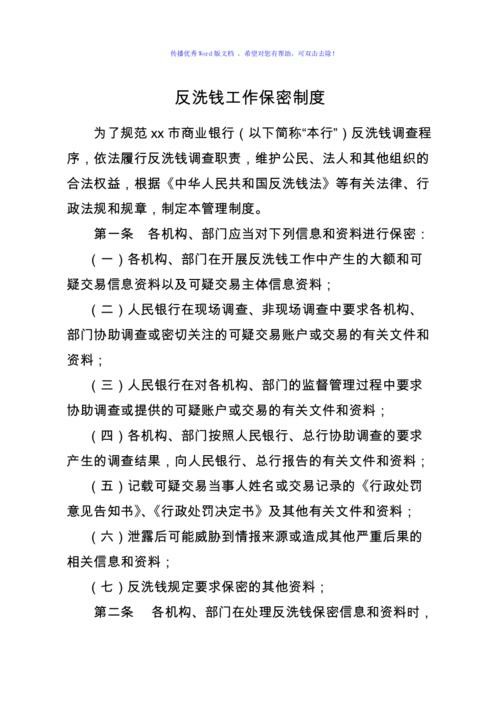 传播优秀Word版文档 ，希望对您有帮助，可双击去除！
反洗钱工作保密制度
为了规范 xx 市商业银行（以下简称“本行”）反洗钱调查程
序，依法履行反洗钱调查职责，维护公民、法人和其他组织的
合法权益，根据《中华人民共和国反洗钱法》等有关法律、行
政法规和规章，制定本管理制度。
第一条　各机构、部门应当对下列信息和资料进行保密：
（一）各机构、部门在开展反洗钱工作中产生的大额和可
疑交易信息资料以及可疑交易主体信息资料；
（二）人民银行在现场调查、非现场调查中要求各机构、
部门协助调查或密切关注的可疑交易账户或交易的有关文件和
资料；
（三）人民银行在对各机构、部门的监督管理过程中要求
协助调查或提供的可疑账户或交易的有关文件和资料；
（四）各机构、部门按照人民银行、总行协助调查的要求
产生的调查结果，向人民银行、总行报告的有关文件和资料；
（五）记载可疑交易当事人姓名或交易记录的《行政处罚
意见告知书》、《行政处罚决定书》及其他有关文件和资料；
（六）泄露后可能威胁到情报来源或造成其他严重后果的
相关信息和资料；
（七）反洗钱规定要求保密的其他资料；
第二条　各机构、部门在处理反洗钱保密信息和资料时，